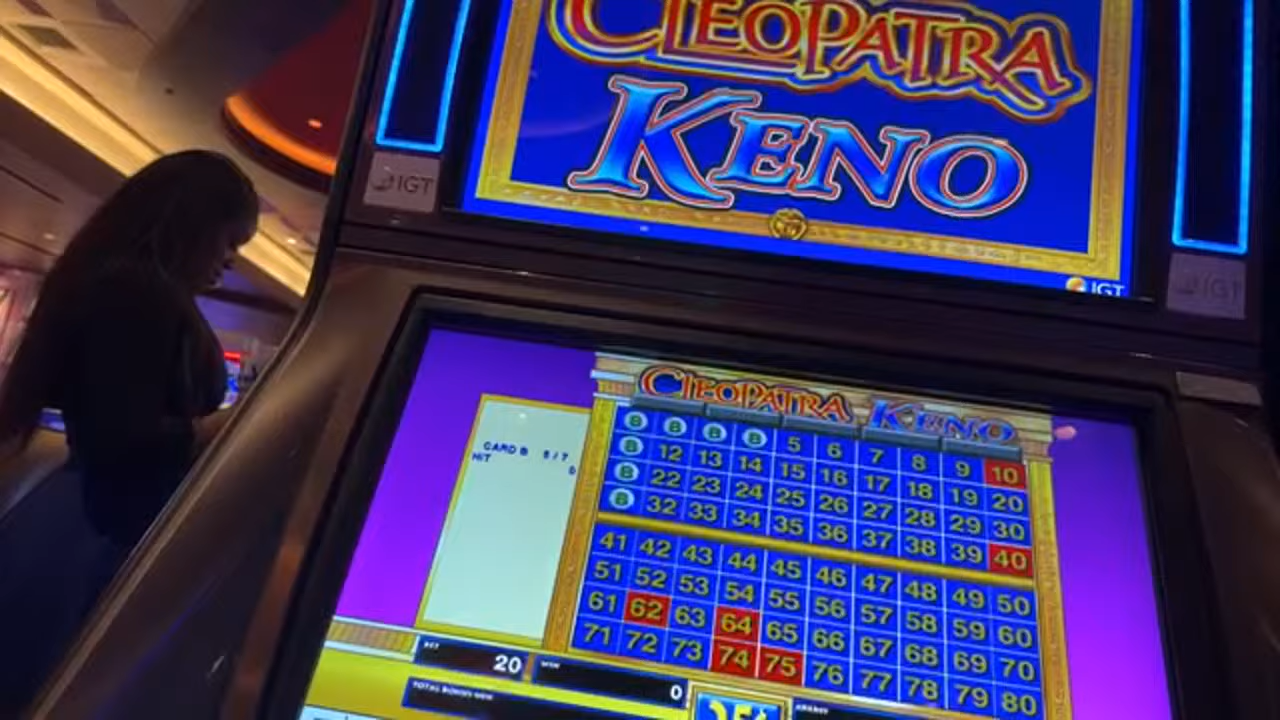 CLEOPATRA
KENO
IGT
IGT
IGT
CLEOPATRA KENO
CARD B 5/7
HIT 0
B B B B 5 6 7 8 9 10
B 12 13 14 15 16 17 18 19 20
B 22 23 24 25 26 27 28 29 30
B 32 33 34 35 36 37 38 39 40
41 42 43 44 45 46 47 48 49 50
51 52 53 54 55 56 57 58 59 60
61 62 63 64 65 66 67 68 69 70
71 72 73 74 75 76 77 78 79 80
BET 20 WIN 0
TOTAL BONUS WIN
25¢